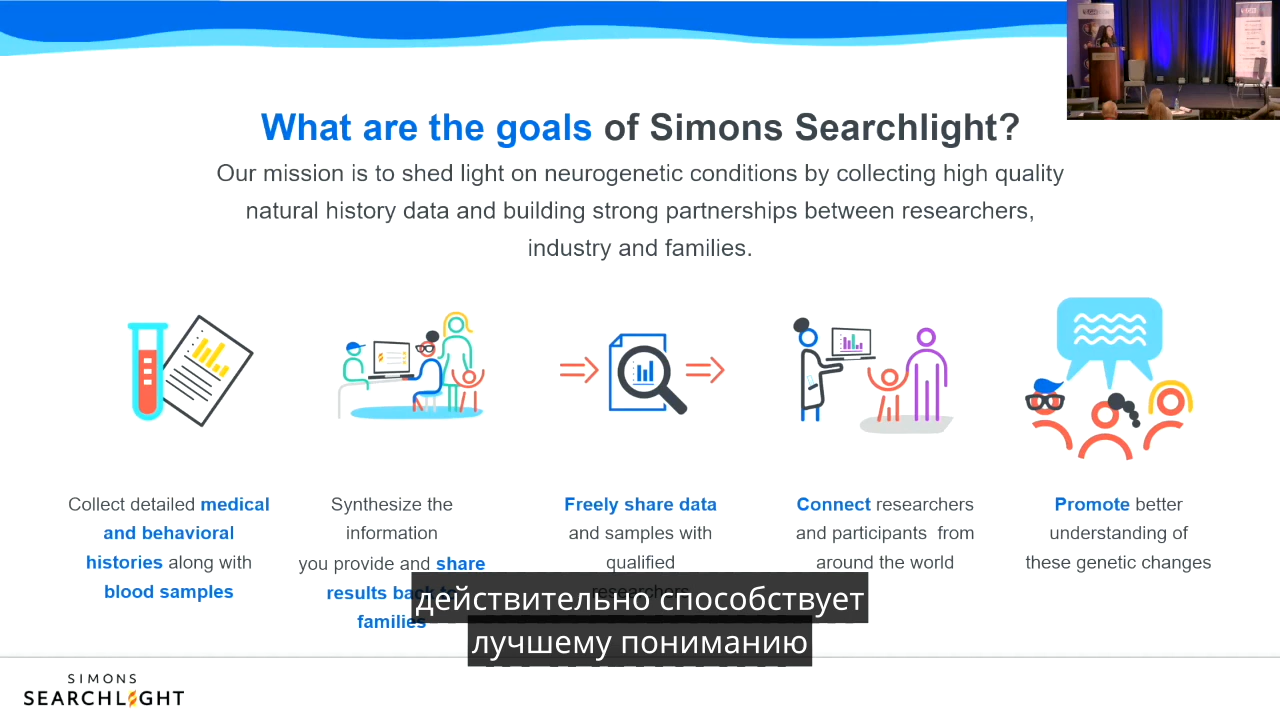 What are the goals of Simons Searchlight?
Our mission is to shed light on neurogenetic conditions by collecting high quality
natural history data and building strong partnerships between researchers,
industry and families.
Collect detailed medical
and behavioral
histories along with
blood samples
Synthesize the
information
you provide and share
results back to
families
Freely share data
and samples with
qualified
researchers
Connect researchers
and participants from
around the world
Promote better
understanding of
these genetic changes
действительно способствует
лучшему пониманию
SIMONS
SEARCHLIGHT